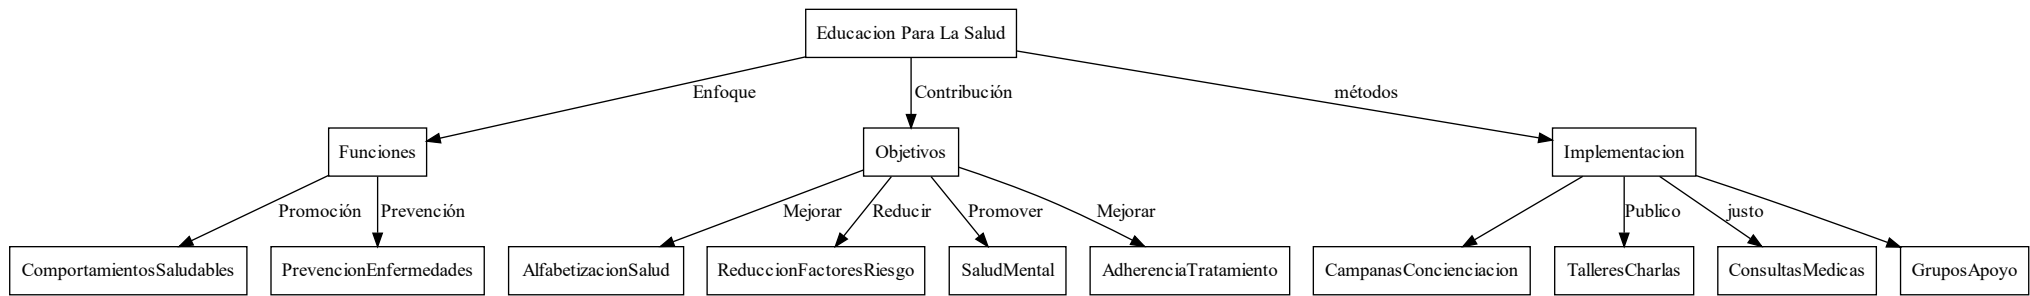 Educacion Para La Salud
Enfoque
Contribución
métodos
Funciones
Objetivos
Implementacion
Promoción
Prevención
Mejorar
Reducir
Promover
Mejorar
Publico
justo
ComportamientosSaludables
PrevencionEnfermedades
AlfabetizacionSalud
ReduccionFactoresRiesgo
SaludMental
AdherenciaTratamiento
CampanasConcienciacion
TalleresCharlas
ConsultasMedicas
GruposApoyo